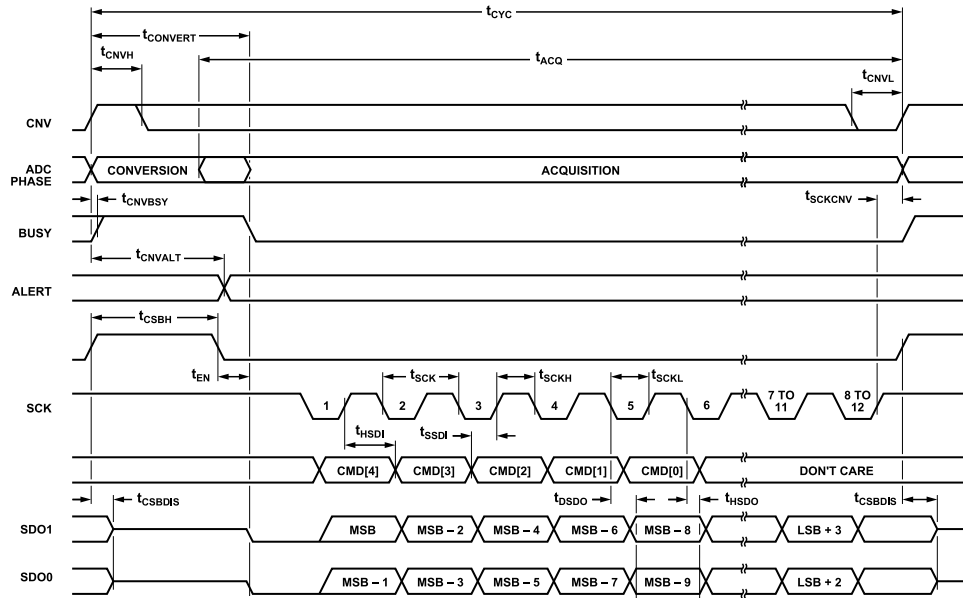 tCYC
tCONVERT
tCNVH
tACQ
tCNVL
CNV
ADC
PHASE
CONVERSION
ACQUISITION
tCNVBSY
tSCKCNV
BUSY
tCNVALT
ALERT
tCSBH
tEN
tSCK
tSCKH
tSCKL
SCK
1
2
3
4
5
6
7 TO
11
8 TO
12
tHSDI
tSSDI
CMD[4]
CMD[3]
CMD[2]
CMD[1]
CMD[0]
DON'T CARE
tCSBDIS
tDSDO
tHSDO
tCSBDIS
SDO1
MSB
MSB – 2
MSB – 4
MSB – 6
MSB – 8
LSB + 3
SDO0
MSB – 1
MSB – 3
MSB – 5
MSB – 7
MSB – 9
LSB + 2